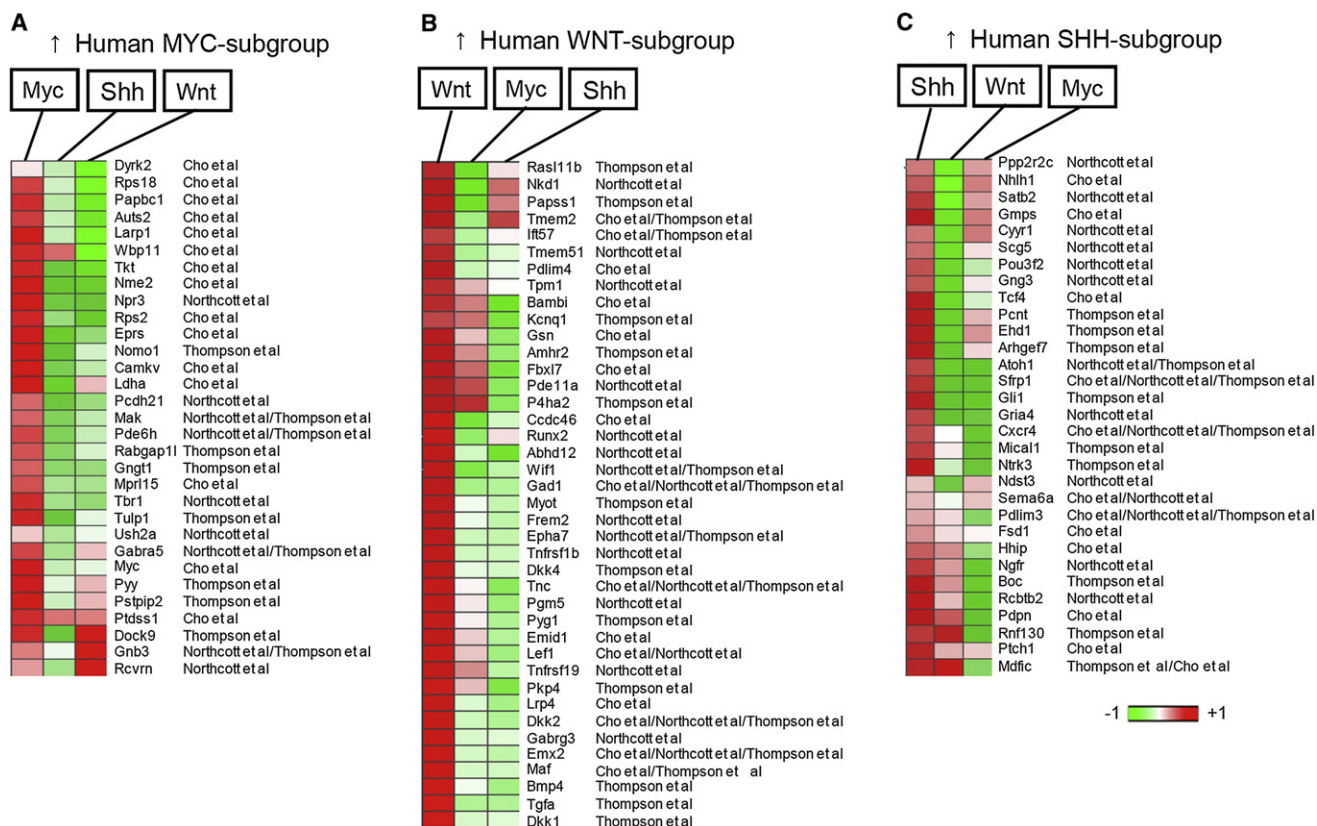 A
↑ Human MYC-subgroup
Myc Shh Wnt
Dyrk2 Cho et al
Rps18 Cho et al
Papbc1 Cho et al
Auts2 Cho et al
Larp1 Cho et al
Wbp11 Cho et al
Tkt Cho et al
Nme2 Cho et al
Npr3 Northcott et al
Rps2 Cho et al
Eprs Cho et al
Nomo1 Thompson et al
Camkv Cho et al
Ldha Cho et al
Pcdh21 Northcott et al
Mak Northcott et al/Thompson et al
Pde6h Northcott et al/Thompson et al
Rabgap1l Thompson et al
Gngt1 Thompson et al
Mprl15 Cho et al
Tbr1 Northcott et al
Tulp1 Thompson et al
Ush2a Northcott et al
Gabra5 Northcott et al/Thompson et al
Myc Cho et al
Pyy Thompson et al
Pstpip2 Thompson et al
Ptdss1 Cho et al
Dock9 Thompson et al
Gnb3 Northcott et al/Thompson et al
Rcvrn Northcott et al
B
↑ Human WNT-subgroup
Wnt Myc Shh
Rasl11b Thompson et al
Nkd1 Northcott et al
Papss1 Thompson et al
Tmem2 Cho et al/Thompson et al
Ift57 Cho et al/Thompson et al
Tmem51 Northcott et al
Pdlim4 Cho et al
Tpm1 Northcott et al
Bambi Cho et al
Kcnq1 Thompson et al
Gsn Cho et al
Amhr2 Thompson et al
Fbxl7 Cho et al
Pde11a Northcott et al
P4ha2 Thompson et al
Ccdc46 Cho et al
Runx2 Northcott et al
Abhd12 Northcott et al
Wif1 Northcott et al/Thompson et al
Gad1 Cho et al/Northcott et al/Thompson et al
Myot Thompson et al
Frem2 Northcott et al
Epha7 Northcott et al/Thompson et al
Tnfrsf1b Northcott et al
Dkk4 Thompson et al
Tnc Cho et al/Northcott et al/Thompson et al
Pgm5 Northcott et al
Pyg1 Thompson et al
Emid1 Cho et al
Lef1 Cho et al/Northcott et al
Tnfrsf19 Northcott et al
Pkp4 Thompson et al
Lrp4 Cho et al
Dkk2 Cho et al/Northcott et al/Thompson et al
Gabrg3 Northcott et al
Emx2 Cho et al/Northcott et al/Thompson et al
Maf Cho et al/Thompson et al
Bmp4 Thompson et al
Tgfa Thompson et al
Dkk1 Thompson et al
C
↑ Human SHH-subgroup
Shh Wnt Myc
Ppp2r2c Northcott et al
Nhlh1 Cho et al
Satb2 Northcott et al
Gmps Cho et al
Cyyr1 Northcott et al
Scg5 Northcott et al
Pou3f2 Northcott et al
Gng3 Northcott et al
Tcf4 Cho et al
Pcnt Thompson et al
Ehd1 Thompson et al
Arhgef7 Thompson et al
Atoh1 Northcott et al/Thompson et al
Sfrp1 Cho et al/Northcott et al/Thompson et al
Gli1 Thompson et al
Gria4 Northcott et al
Cxcr4 Cho et al/Northcott et al/Thompson et al
Mical1 Thompson et al
Ntrk3 Thompson et al
Ndst3 Northcott et al
Sema6a Cho et al/Northcott et al
Pdlim3 Cho et al/Northcott et al/Thompson et al
Fsd1 Cho et al
Hhip Cho et al
Ngfr Northcott et al
Boc Thompson et al
Rcbtb2 Northcott et al
Pdpn Cho et al
Rnf130 Thompson et al
Ptch1 Cho et al
Mdfic Thompson et al/Cho et al
-1 +1